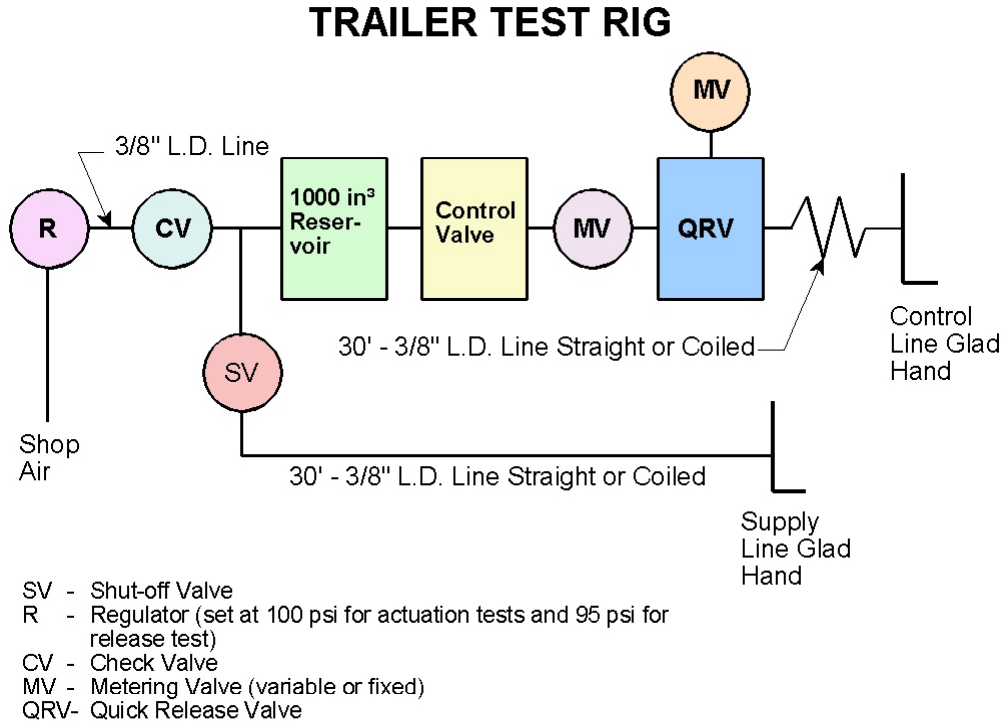 TRAILER TEST RIG
MV
3/8" L.D. Line
R
CV
1000 in³
Reser-
voir
Control
Valve
MV
QRV
30' - 3/8" L.D. Line Straight or Coiled
Control
Line Glad
Hand
SV
Shop
Air
30' - 3/8" L.D. Line Straight or Coiled
Supply
Line Glad
Hand
SV - Shut-off Valve
R - Regulator (set at 100 psi for actuation tests and 95 psi for
release test)
CV - Check Valve
MV - Metering Valve (variable or fixed)
QRV- Quick Release Valve